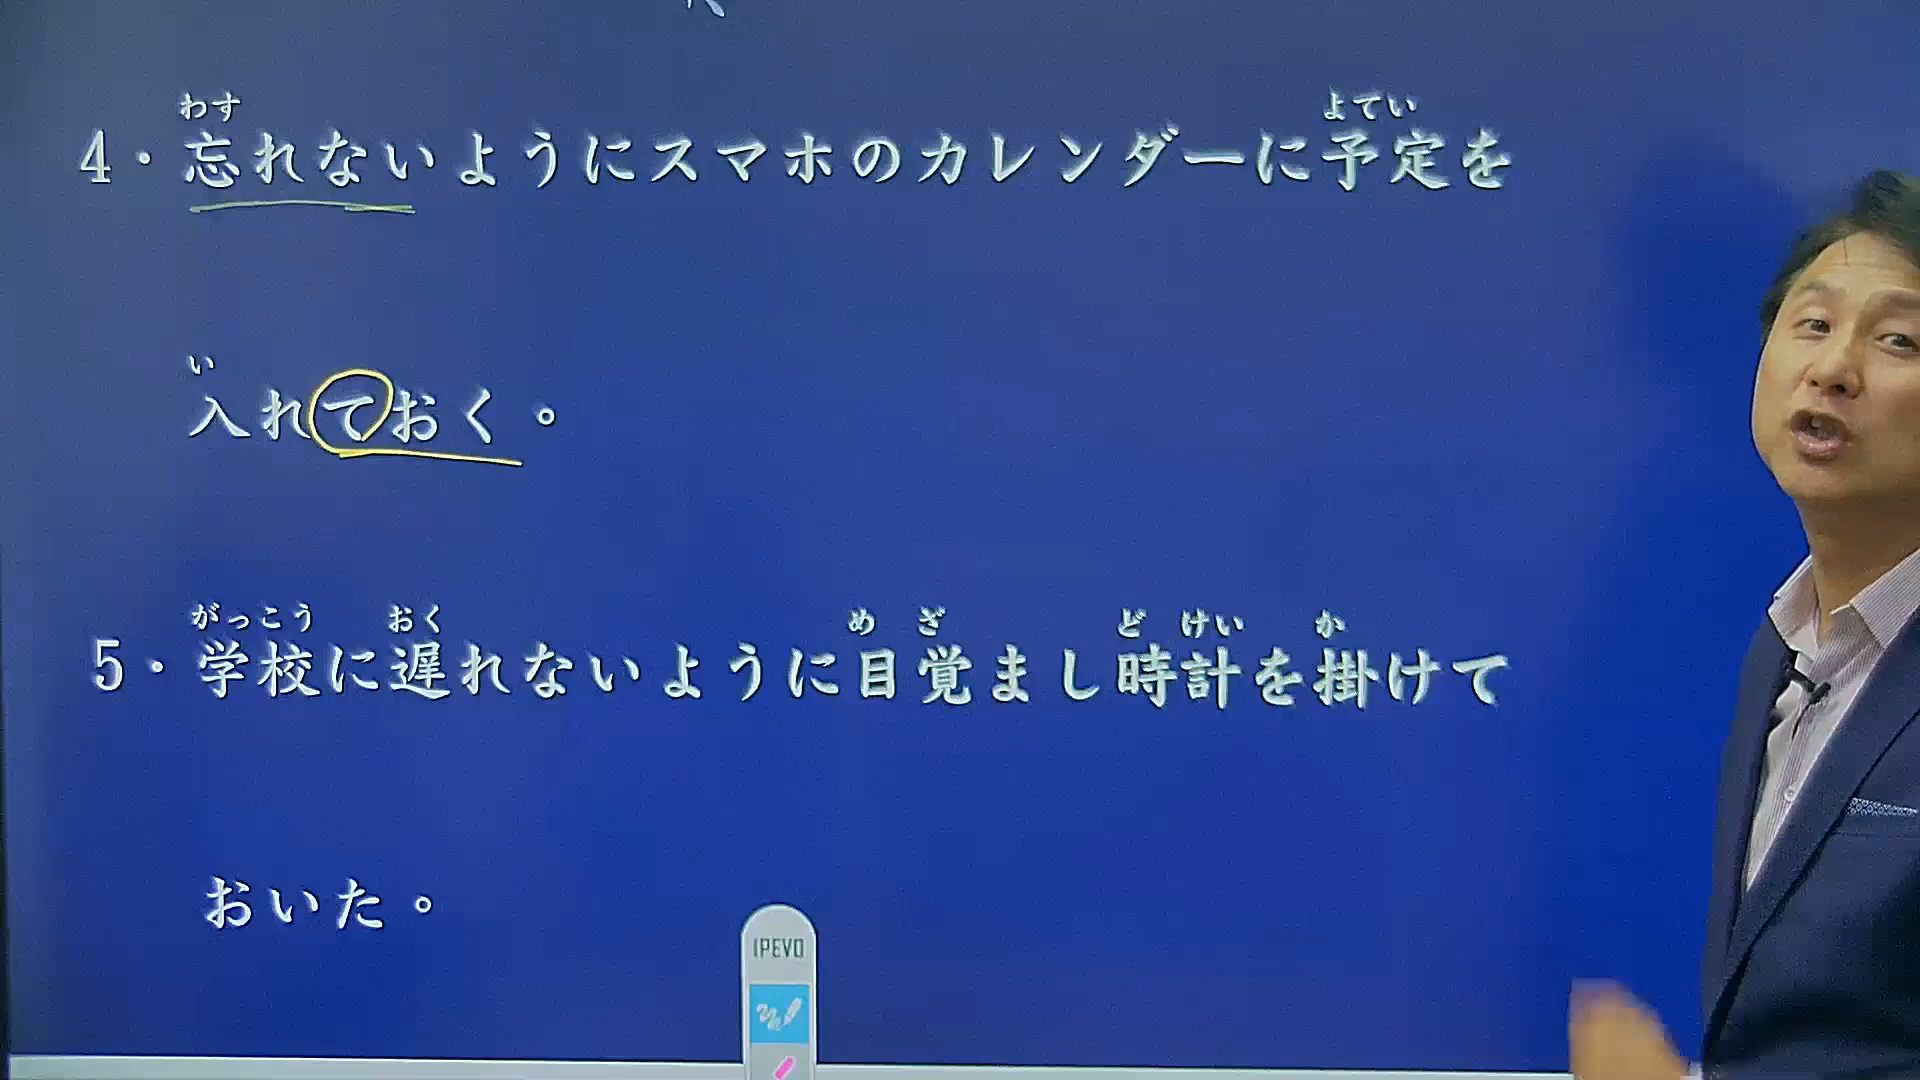 わす よてい
4・忘れないようにスマホのカレンダーに予定を
い
入れておく。
がっこう おく め ざ ど けい か
5・学校に遅れないように目覚まし時計を掛けて
おいた。
IPEVO